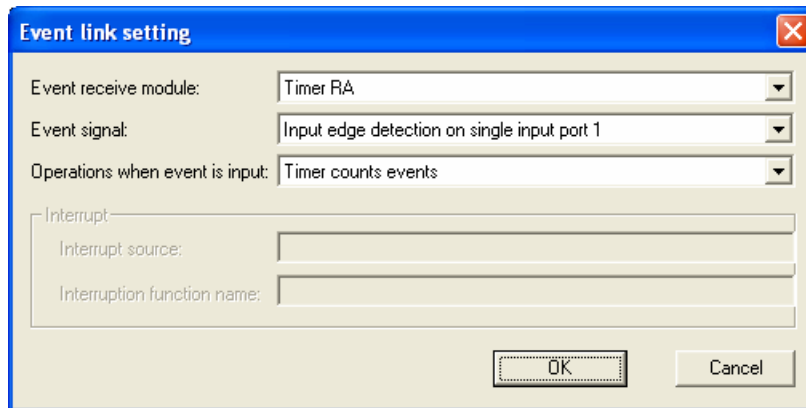 Event link setting
Event receive module: Timer RA
Event signal: Input edge detection on single input port 1
Operations when event is input: Timer counts events
Interrupt
Interrupt source:
Interruption function name:
OK Cancel